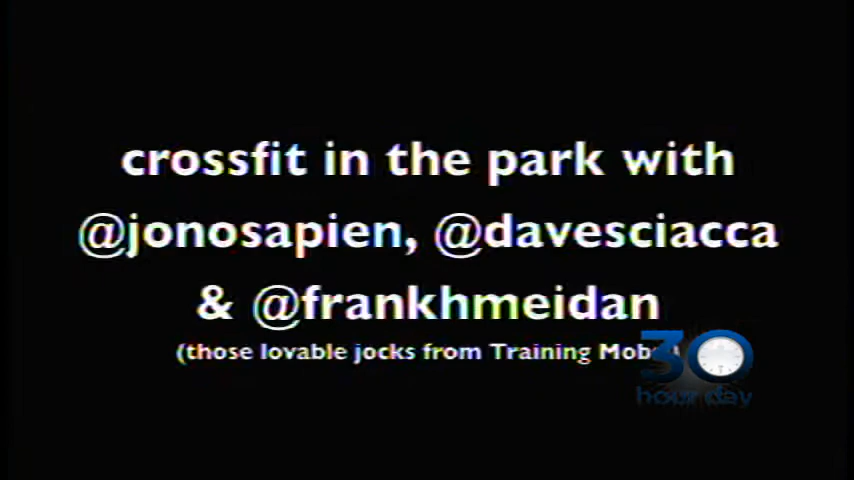 crossfit in the park with
@jonosapien, @davesciacca
& @frankhmeidan
(those lovable jocks from Training
30
hour day